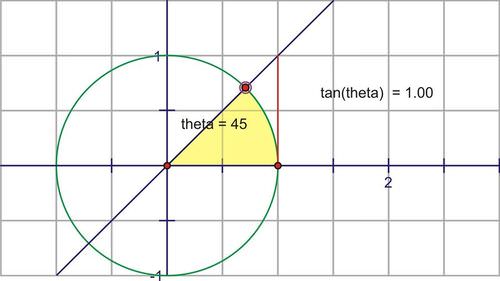 1
tan(theta) = 1.00
theta = 45
2
-1